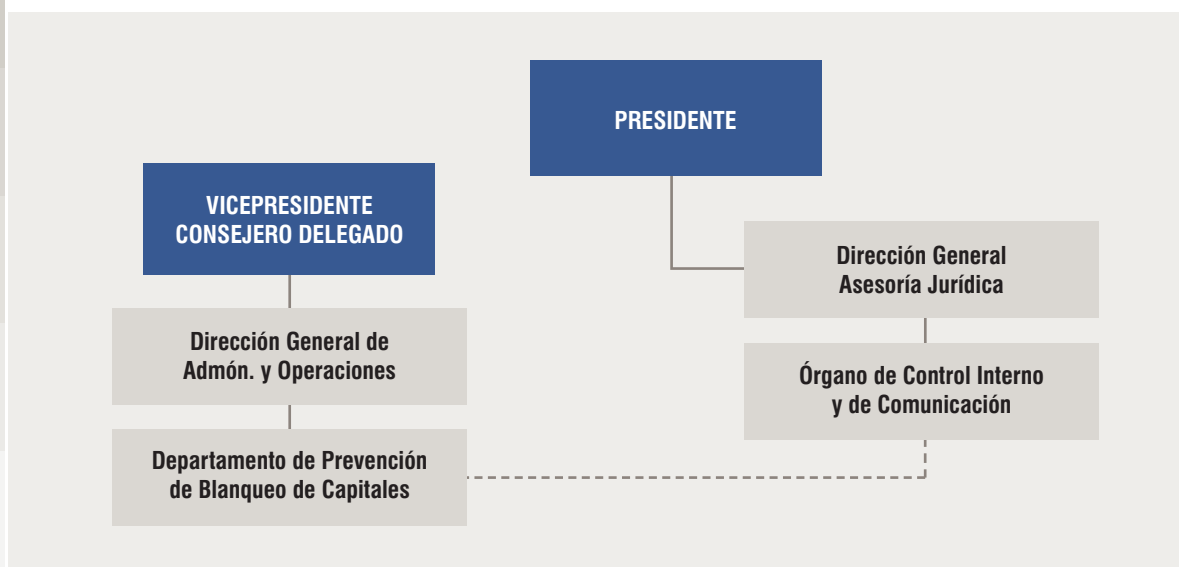 PRESIDENTE
VICEPRESIDENTE
CONSEJERO DELEGADO
Dirección General
Asesoría Jurídica
Dirección General de
Admón. y Operaciones
Órgano de Control Interno
y de Comunicación
Departamento de Prevención
de Blanqueo de Capitales